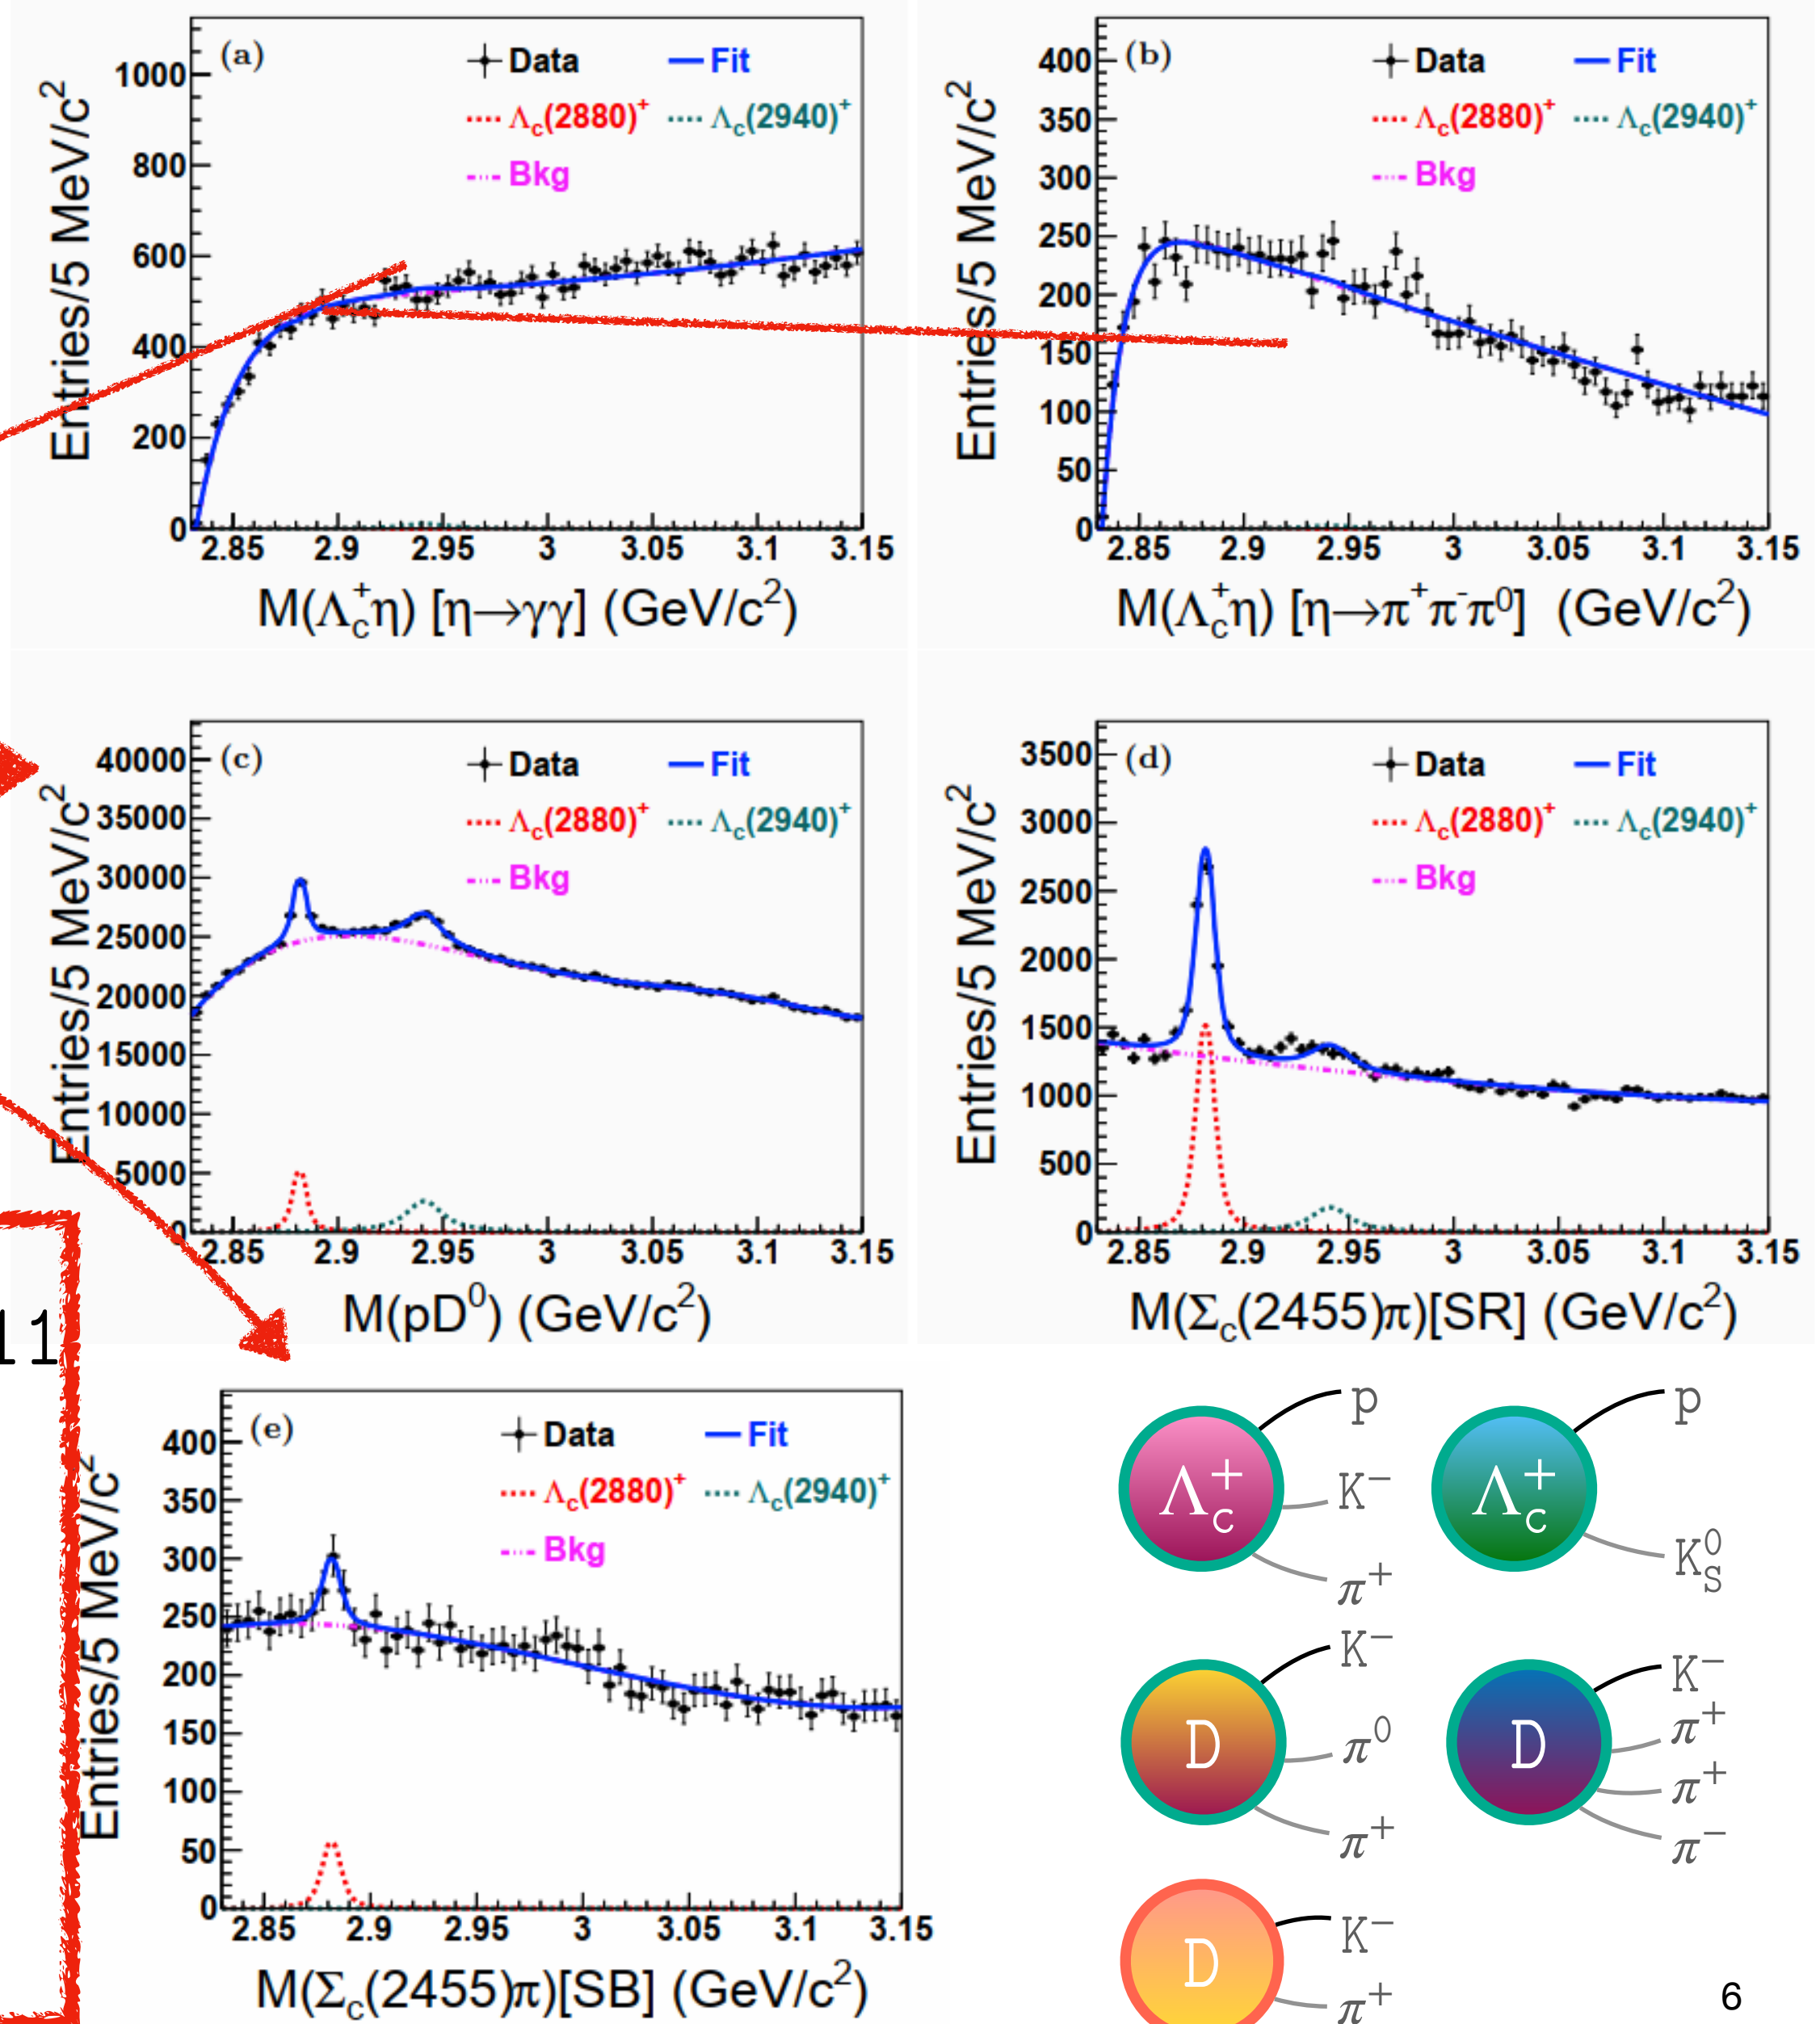 (a)
Data
Fit
Λc(2880)⁺
Λc(2940)⁺
Bkg
Entries/5 MeV/c²
1000
800
600
400
200
0
2.85 2.9 2.95 3 3.05 3.1 3.15
M(Λc⁺η) [η→γγ] (GeV/c²)
(b)
Data
Fit
Λc(2880)⁺
Λc(2940)⁺
Bkg
Entries/5 MeV/c²
400
350
300
250
200
150
100
50
0
2.85 2.9 2.95 3 3.05 3.1 3.15
M(Λc⁺η) [η→π⁺π⁻π⁰] (GeV/c²)
(c)
Data
Fit
Λc(2880)⁺
Λc(2940)⁺
Bkg
Entries/5 MeV/c²
40000
35000
30000
25000
20000
15000
10000
5000
0
2.85 2.9 2.95 3 3.05 3.1 3.15
M(pD⁰) (GeV/c²)
(d)
Data
Fit
Λc(2880)⁺
Λc(2940)⁺
Bkg
Entries/5 MeV/c²
3500
3000
2500
2000
1500
1000
500
0
2.85 2.9 2.95 3 3.05 3.1 3.15
M(Σc(2455)π)[SR] (GeV/c²)
11
(e)
Data
Fit
Λc(2880)⁺
Λc(2940)⁺
Bkg
Entries/5 MeV/c²
400
350
300
250
200
150
100
50
0
2.85 2.9 2.95 3 3.05 3.1 3.15
M(Σc(2455)π)[SB] (GeV/c²)
Λc⁺
p
K⁻
π⁺
Λc⁺
p
K⁰S
D
K⁻
π⁰
π⁺
D
K⁻
π⁺
π⁺
π⁻
D
K⁻
π⁺
6